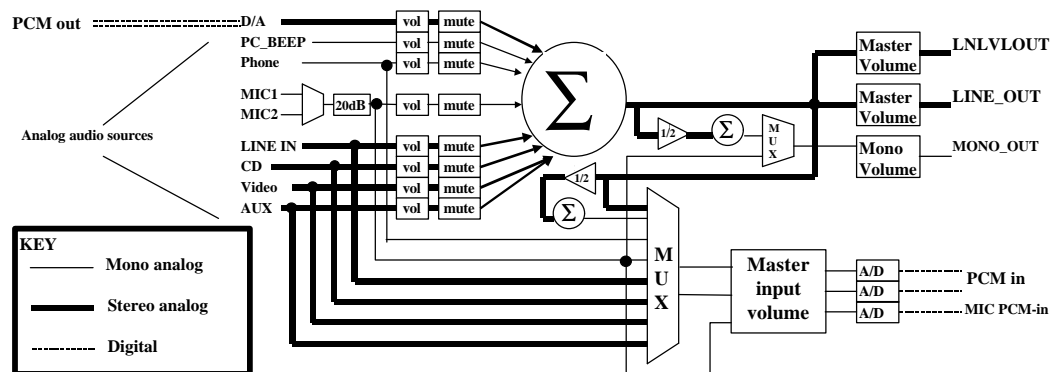 PCM out
D/A
vol
mute
PC_BEEP
vol
mute
Phone
vol
mute
MIC1
MIC2
20dB
vol
mute
Analog audio sources
LINE IN
vol
mute
CD
vol
mute
Video
vol
mute
AUX
vol
mute
Σ
1/2
Σ
MUX
1/2
Σ
Master Volume
LNLVLOUT
Master Volume
LINE_OUT
Mono Volume
MONO_OUT
MUX
Master input volume
A/D
A/D
A/D
PCM in
MIC PCM-in
KEY
Mono analog
Stereo analog
Digital